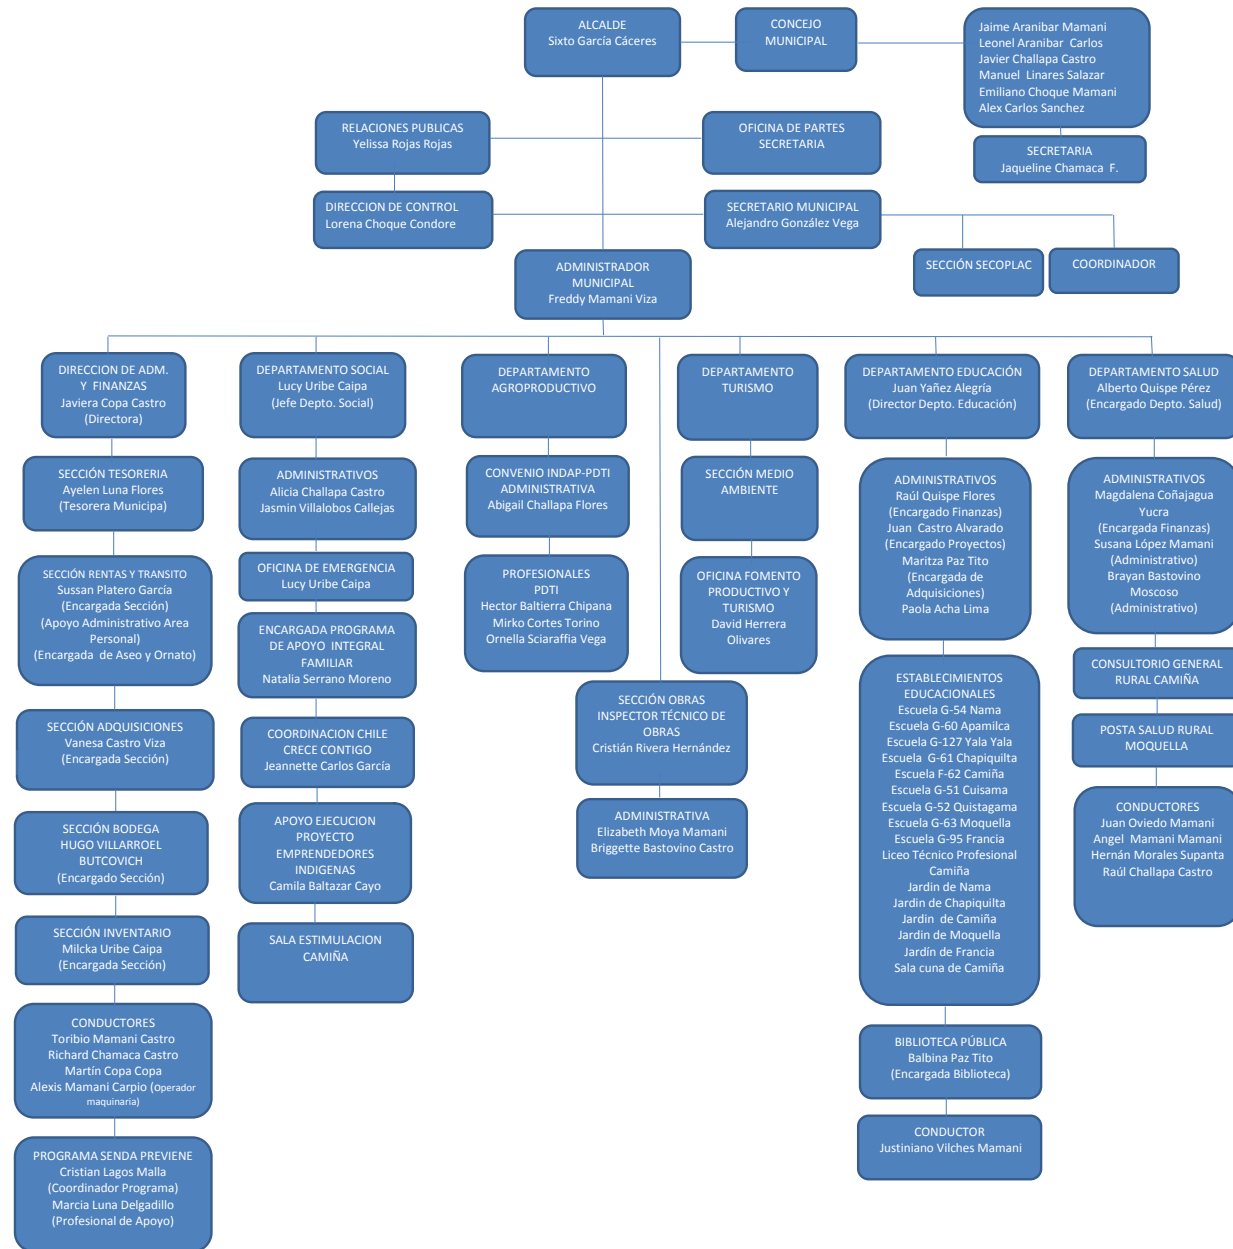 ALCALDE
Sixto García Cáceres
CONCEJO
MUNICIPAL
Jaime Aranibar Mamani
Leonel Aranibar Carlos
Javier Challapa Castro
Manuel Linares Salazar
Emiliano Choque Mamani
Alex Carlos Sanchez
SECRETARIA
Jaqueline Chamaca F.
RELACIONES PUBLICAS
Yelissa Rojas Rojas
OFICINA DE PARTES
SECRETARIA
DIRECCION DE CONTROL
Lorena Choque Condore
SECRETARIO MUNICIPAL
Alejandro González Vega
SECCIÓN SECOPLAC
COORDINADOR
ADMINISTRADOR
MUNICIPAL
Freddy Mamani Viza
DIRECCION DE ADM.
Y FINANZAS
Javiera Copa Castro
(Directora)
SECCIÓN TESORERIA
Ayelen Luna Flores
(Tesorera Municipa)
SECCIÓN RENTAS Y TRANSITO
Sussan Platero García
(Encargada Sección)
(Apoyo Administrativo Area
Personal)
(Encargada de Aseo y Ornato)
SECCIÓN ADQUISICIONES
Vanesa Castro Viza
(Encargada Sección)
SECCIÓN BODEGA
HUGO VILLARROEL
BUTCOVICH
(Encargado Sección)
SECCIÓN INVENTARIO
Milcka Uribe Caipa
(Encargada Sección)
CONDUCTORES
Toribio Mamani Castro
Richard Chamaca Castro
Martín Copa Copa
Alexis Mamani Carpio (Operador
maquinaria)
PROGRAMA SENDA PREVIENE
Cristian Lagos Malla
(Coordinador Programa)
Marcia Luna Delgadillo
(Profesional de Apoyo)
DEPARTAMENTO SOCIAL
Lucy Uribe Caipa
(Jefe Depto. Social)
ADMINISTRATIVOS
Alicia Challapa Castro
Jasmin Villalobos Callejas
OFICINA DE EMERGENCIA
Lucy Uribe Caipa
ENCARGADA PROGRAMA
DE APOYO INTEGRAL
FAMILIAR
Natalia Serrano Moreno
COORDINACION CHILE
CRECE CONTIGO
Jeannette Carlos García
APOYO EJECUCION
PROYECTO
EMPRENDEDORES
INDIGENAS
Camila Baltazar Cayo
SALA ESTIMULACION
CAMIÑA
DEPARTAMENTO
AGROPRODUCTIVO
CONVENIO INDAP-PDTI
ADMINISTRATIVA
Abigail Challapa Flores
PROFESIONALES
PDTI
Hector Baltierra Chipana
Mirko Cortes Torino
Ornella Sciaraffia Vega
SECCIÓN OBRAS
INSPECTOR TÉCNICO DE
OBRAS
Cristián Rivera Hernández
ADMINISTRATIVA
Elizabeth Moya Mamani
Briggette Bastovino Castro
DEPARTAMENTO
TURISMO
SECCIÓN MEDIO
AMBIENTE
OFICINA FOMENTO
PRODUCTIVO Y
TURISMO
David Herrera
Olivares
DEPARTAMENTO EDUCACIÓN
Juan Yañez Alegría
(Director Depto. Educación)
ADMINISTRATIVOS
Raúl Quispe Flores
(Encargado Finanzas)
Juan Castro Alvarado
(Encargado Proyectos)
Maritza Paz Tito
(Encargada de
Adquisiciones)
Paola Acha Lima
ESTABLECIMIENTOS
EDUCACIONALES
Escuela G-54 Nama
Escuela G-60 Apamilca
Escuela G-127 Yala Yala
Escuela G-61 Chapiquilta
Escuela F-62 Camiña
Escuela G-51 Cuisama
Escuela G-52 Quistagama
Escuela G-63 Moquella
Escuela G-95 Francia
Liceo Técnico Profesional
Camiña
Jardin de Nama
Jardin de Chapiquilta
Jardin de Camiña
Jardin de Moquella
Jardín de Francia
Sala cuna de Camiña
BIBLIOTECA PÚBLICA
Balbina Paz Tito
(Encargada Biblioteca)
CONDUCTOR
Justiniano Vilches Mamani
DEPARTAMENTO SALUD
Alberto Quispe Pérez
(Encargado Depto. Salud)
ADMINISTRATIVOS
Magdalena Coñajagua
Yucra
(Encargada Finanzas)
Susana López Mamani
(Administrativo)
Brayan Bastovino
Moscoso
(Administrativo)
CONSULTORIO GENERAL
RURAL CAMIÑA
POSTA SALUD RURAL
MOQUELLA
CONDUCTORES
Juan Oviedo Mamani
Angel Mamani Mamani
Hernán Morales Supanta
Raúl Challapa Castro